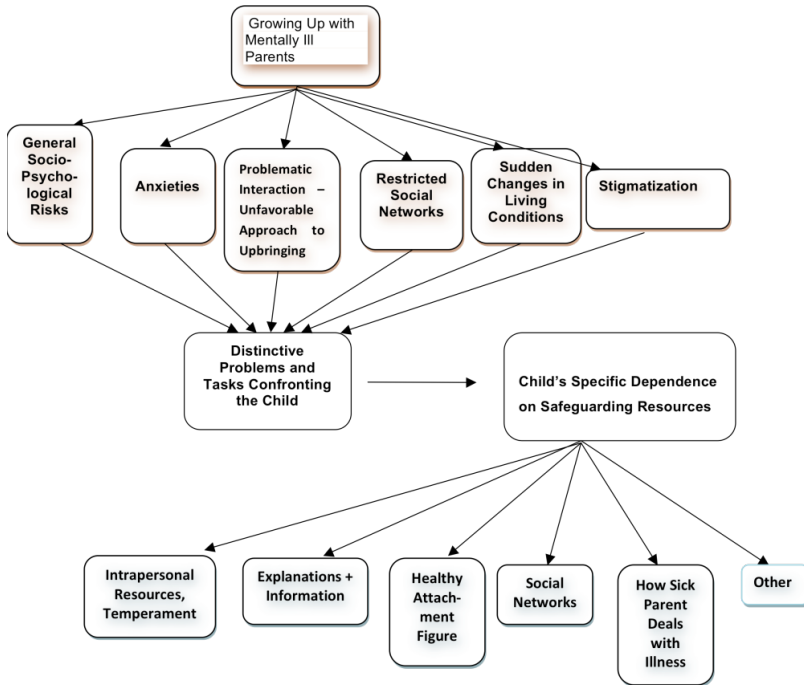 Growing Up with
Mentally Ill
Parents
General
Socio-
Psycho-
logical
Risks
Anxieties
Problematic
Interaction –
Unfavorable
Approach to
Upbringing
Restricted
Social
Networks
Sudden
Changes in
Living
Conditions
Stigmatization
Distinctive
Problems and
Tasks Confronting
the Child
Child's Specific Dependence
on Safeguarding Resources
Intrapersonal
Resources,
Temperament
Explanations +
Information
Healthy
Attach-
ment
Figure
Social
Networks
How Sick
Parent
Deals
with
Illness
Other